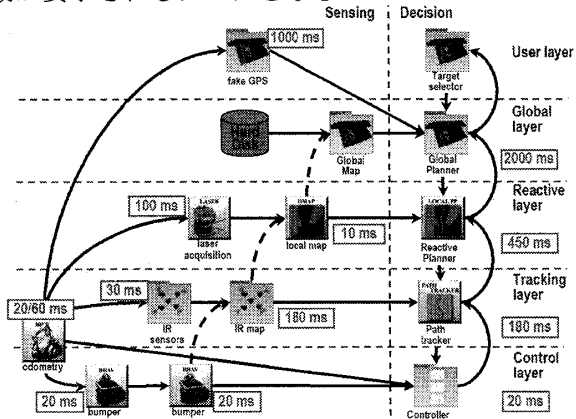 Sensing
Decision
1000 ms
fake GPS
Target
selector
User layer
Hard
Disk
Global
Map
Global
Planner
Global
layer
2000 ms
100 ms
LASER
laser
acquisition
local map
10 ms
Reactive
Planner
Reactive
layer
450 ms
20/60 ms
odometry
30 ms
IR
sensors
IR map
180 ms
PATH
TRACKER
Path
tracker
Tracking
layer
180 ms
20 ms
bumper
bumper
20 ms
Controller
Control
layer
20 ms